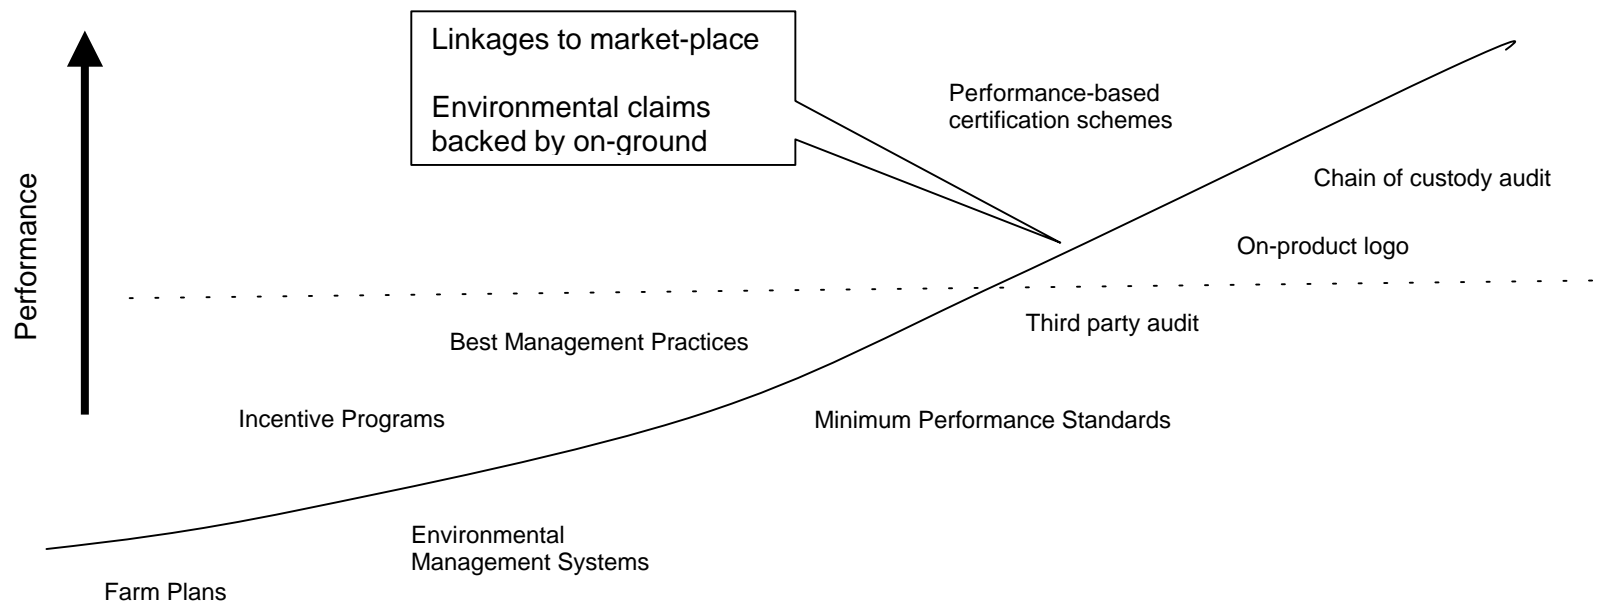 Linkages to market-place
Environmental claims
backed by on-ground
Performance-based
certification schemes
Chain of custody audit
On-product logo
Performance
Third party audit
Best Management Practices
Incentive Programs
Minimum Performance Standards
Environmental
Management Systems
Farm Plans